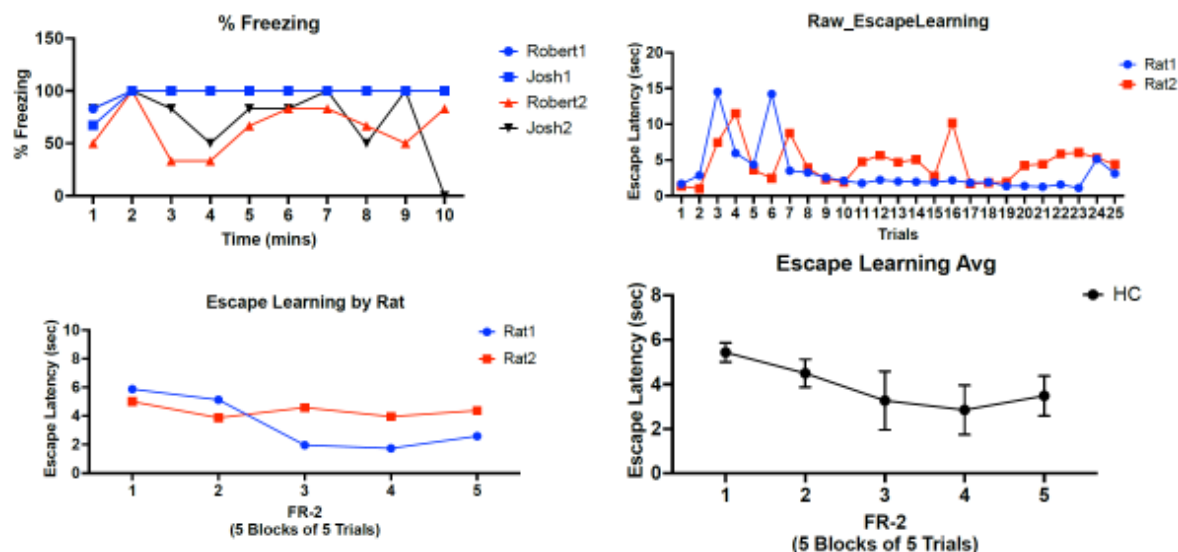 % Freezing
150
100
50
0
% Freezing
1 2 3 4 5 6 7 8 9 10
Time (mins)
Robert1
Josh1
Robert2
Josh2
Raw_EscapeLearning
20
15
10
5
0
Escape Latency (sec)
1 2 3 4 5 6 7 8 9 10 11 12 13 14 15 16 17 18 19 20 21 22 23 24 25
Trials
Rat1
Rat2
Escape Learning by Rat
10
8
6
4
2
0
Escape Latency (sec)
1 2 3 4 5
FR-2
(5 Blocks of 5 Trials)
Rat1
Rat2
Escape Learning Avg
8
6
4
2
0
Escape Latency (sec)
1 2 3 4 5
FR-2
(5 Blocks of 5 Trials)
HC